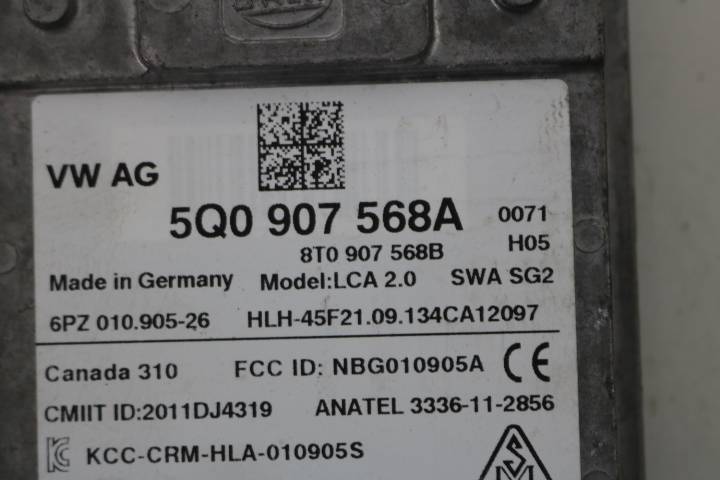 VW AG
5Q0 907 568A 0071
8T0 907 568B H05
Made in Germany Model:LCA 2.0 SWA SG2
6PZ 010.905-26 HLH-45F21.09.134CA12097
Canada 310 FCC ID: NBG010905A CE
CMIIT ID:2011DJ4319 ANATEL 3336-11-2856
KCC-CRM-HLA-010905S